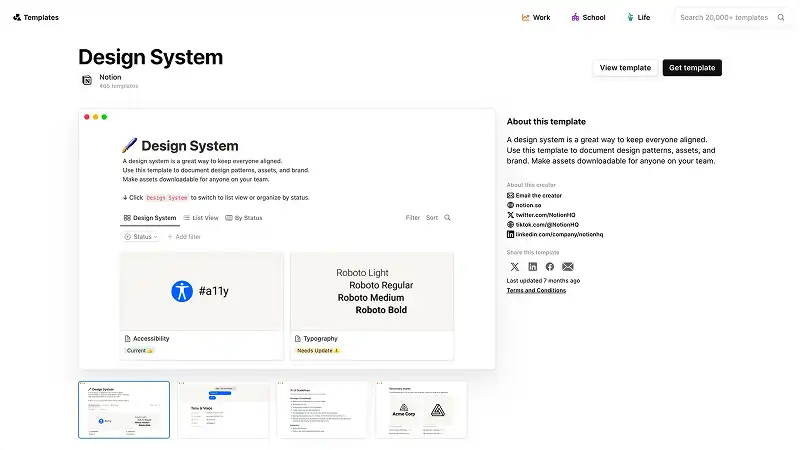 Templates
Work
School
Life
Search 20,000+ templates
Design System
Notion
465 templates
View template
Get template
Design System
A design system is a great way to keep everyone aligned.
Use this template to document design patterns, assets, and brand.
Make assets downloadable for anyone on your team.
↓ Click Design System to switch to list view or organize by status.
Design System
List View
By Status
Filter
Sort
Status
+ Add filter
#a11y
Accessibility
Current 👍
Roboto Light
Roboto Regular
Roboto Medium
Roboto Bold
Typography
Needs Update ⚠️
About this template
A design system is a great way to keep everyone aligned.
Use this template to document design patterns, assets, and
brand. Make assets downloadable for anyone on your team.
About this creator
Email the creator
notion.so
twitter.com/NotionHQ
tiktok.com/@NotionHQ
linkedin.com/company/notionhq
Share this template
Last updated 7 months ago
Terms and Conditions
Design System
#a11y
Roboto Bold
Tone & Voice
Acme Corp